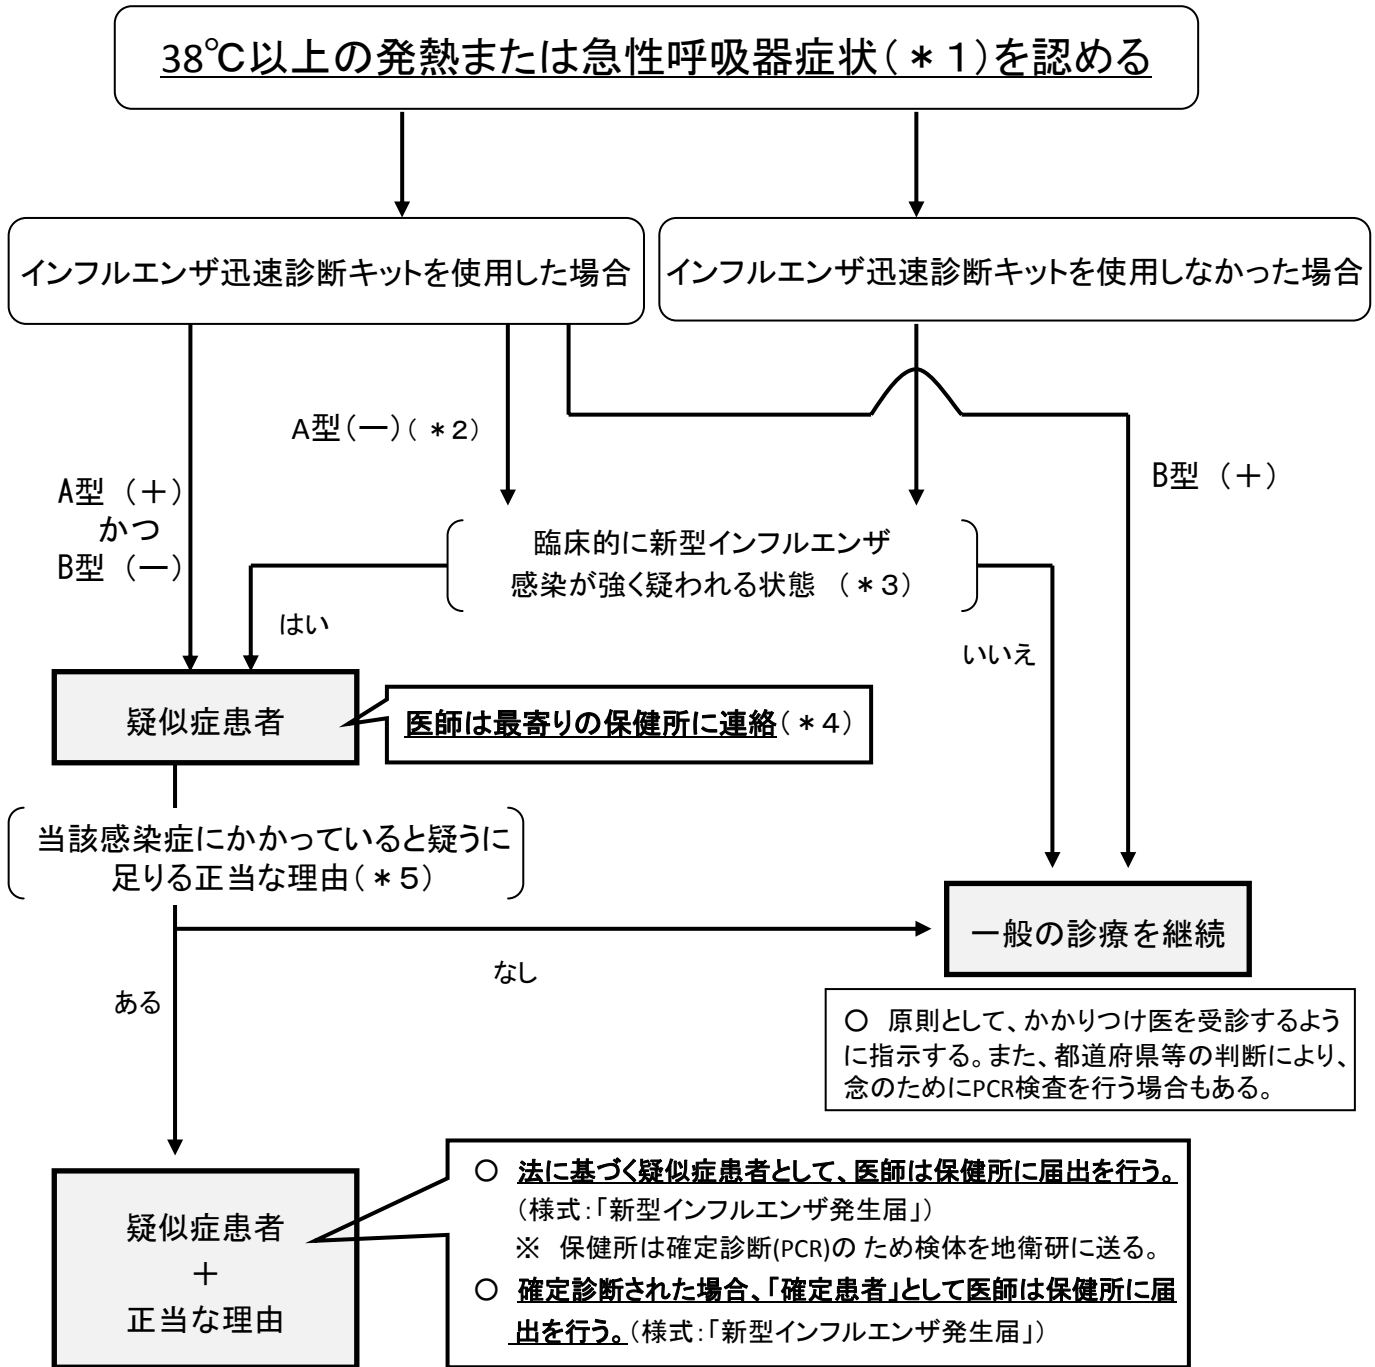 38℃以上の発熱または急性呼吸器症状(＊１)を認める
インフルエンザ迅速診断キットを使用した場合
インフルエンザ迅速診断キットを使用しなかった場合
A型(－)(＊２)
B型 (＋)
A型 (＋)
かつ
B型 (－)
臨床的に新型インフルエンザ
感染が強く疑われる状態 (＊３)
はい
いいえ
疑似症患者
医師は最寄りの保健所に連絡(＊４)
当該感染症にかかっていると疑うに
足りる正当な理由(＊５)
一般の診療を継続
なし
ある
○ 原則として、かかりつけ医を受診するよう
に指示する。また、都道府県等の判断により、
念のためにPCR検査を行う場合もある。
疑似症患者
＋
正当な理由
○ 法に基づく疑似症患者として、医師は保健所に届出を行う。
(様式:「新型インフルエンザ発生届」)
※ 保健所は確定診断(PCR)のため検体を地衛研に送る。
○ 確定診断された場合、「確定患者」として医師は保健所に届
出を行う。(様式:「新型インフルエンザ発生届」)